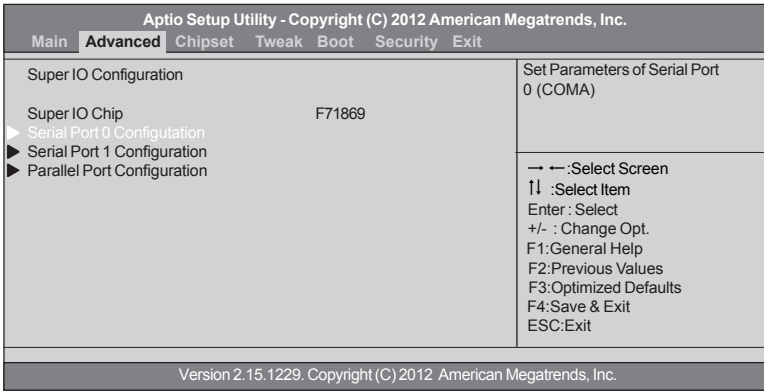 Aptio Setup Utility - Copyright (C) 2012 American Megatrends, Inc.
Main Advanced Chipset Tweak Boot Security Exit
Super IO Configuration
Super IO Chip F71869
Serial Port 0 Configutation
Serial Port 1 Configuration
Parallel Port Configuration
Set Parameters of Serial Port
0 (COMA)
→ ←:Select Screen
↑↓ :Select Item
Enter : Select
+/- : Change Opt.
F1:General Help
F2:Previous Values
F3:Optimized Defaults
F4:Save & Exit
ESC:Exit
Version 2.15.1229. Copyright (C) 2012 American Megatrends, Inc.